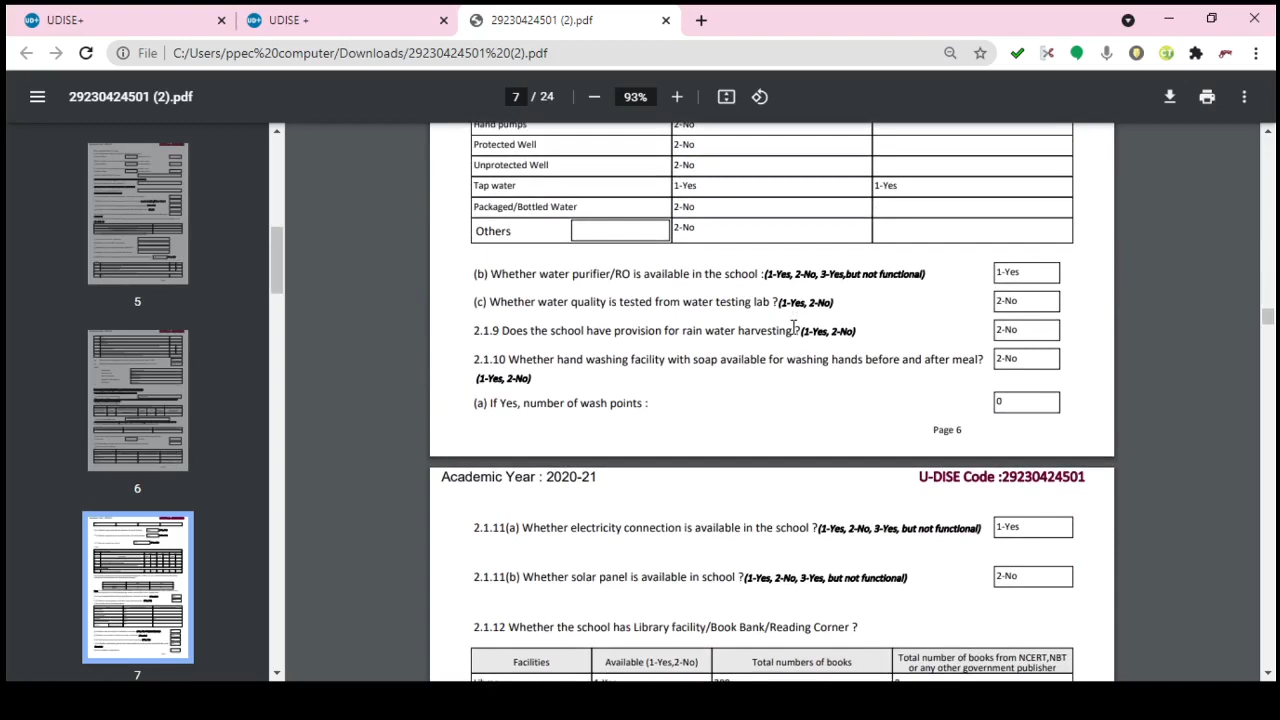 UDISE+
UDISE +
29230424501 (2).pdf
File C:/Users/ppec%20computer/Downloads/29230424501%20(2).pdf
29230424501 (2).pdf
7 / 24
93%
5
6
7
Hand pumps 2-No
Protected Well 2-No
Unprotected Well 2-No
Tap water 1-Yes 1-Yes
Packaged/Bottled Water 2-No
Others 2-No
(b) Whether water purifier/RO is available in the school :(1-Yes, 2-No, 3-Yes,but not functional) 1-Yes
(c) Whether water quality is tested from water testing lab ?(1-Yes, 2-No) 2-No
2.1.9 Does the school have provision for rain water harvesting?(1-Yes, 2-No) 2-No
2.1.10 Whether hand washing facility with soap available for washing hands before and after meal? 2-No
(1-Yes, 2-No)
(a) If Yes, number of wash points : 0
Page 6
Academic Year : 2020-21 U-DISE Code :29230424501
2.1.11(a) Whether electricity connection is available in the school ?(1-Yes, 2-No, 3-Yes, but not functional) 1-Yes
2.1.11(b) Whether solar panel is available in school ?(1-Yes, 2-No, 3-Yes, but not functional) 2-No
2.1.12 Whether the school has Library facility/Book Bank/Reading Corner ?
Facilities Available (1-Yes,2-No) Total numbers of books Total number of books from NCERT,NBT
or any other government publisher